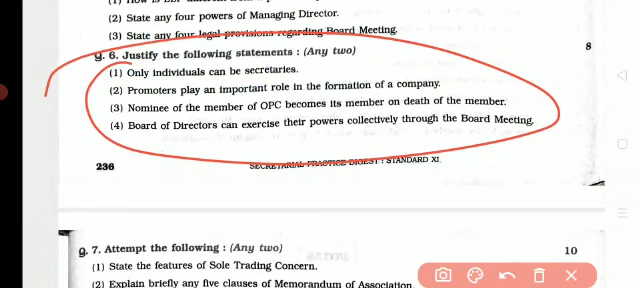 (2) State any four powers of Managing Director.
(3) State any four legal provisions regarding Board Meeting.
Q. 6. Justify the following statements : (Any two) 8
(1) Only individuals can be secretaries.
(2) Promoters play an important role in the formation of a company.
(3) Nominee of the member of OPC becomes its member on death of the member.
(4) Board of Directors can exercise their powers collectively through the Board Meeting.
236 SECRETARIAL PRACTICE DIGEST : STANDARD XI
Q. 7. Attempt the following : (Any two) 10
(1) State the features of Sole Trading Concern.
(2) Explain briefly any five clauses of Memorandum of Association.